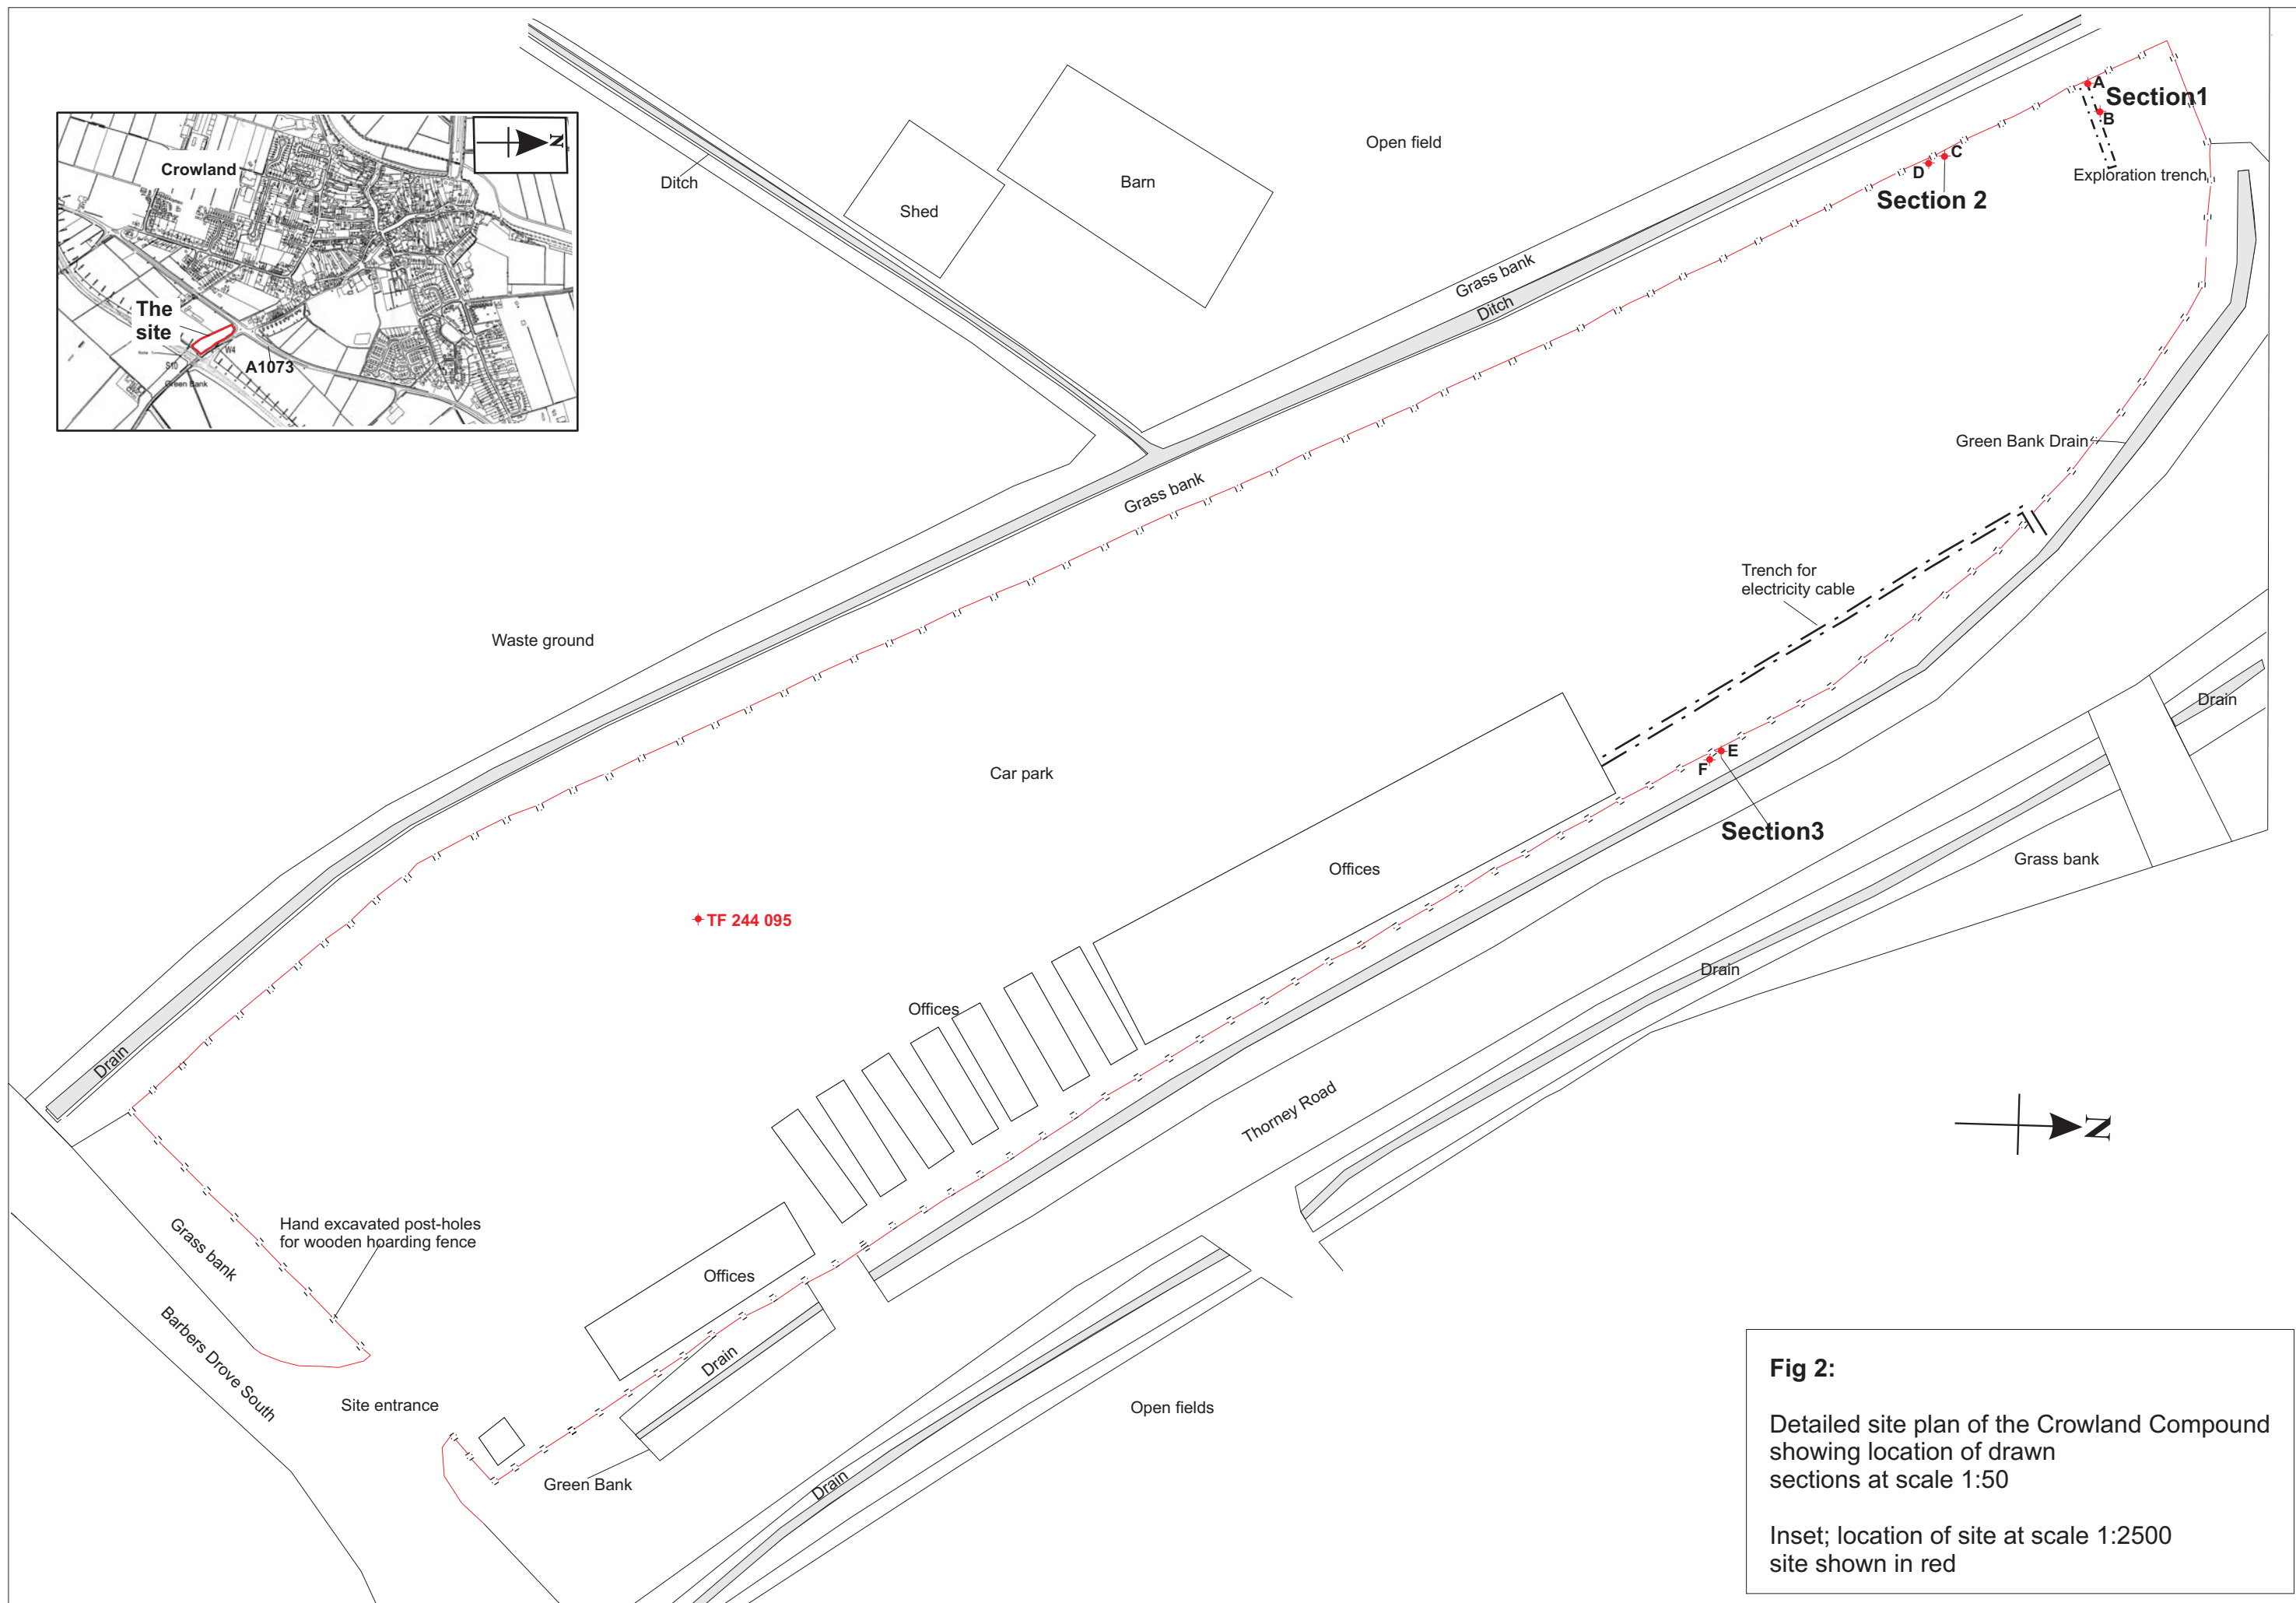 Crowland
N
The
site
A1073
W4
S10
Green Bank
Ditch
Shed
Barn
Open field
A
Section1
B
C
D
Section 2
Exploration trench
Grass bank
Ditch
Green Bank Drain
Grass bank
Trench for
electricity cable
Waste ground
Drain
Car park
E
F
Section3
Offices
Grass bank
TF 244 095
Drain
Offices
Drain
Thorney Road
N
Hand excavated post-holes
for wooden hoarding fence
Grass bank
Offices
Barbers Drove South
Drain
Site entrance
Open fields
Green Bank
Drain
Fig 2:
Detailed site plan of the Crowland Compound
showing location of drawn
sections at scale 1:50
Inset; location of site at scale 1:2500
site shown in red